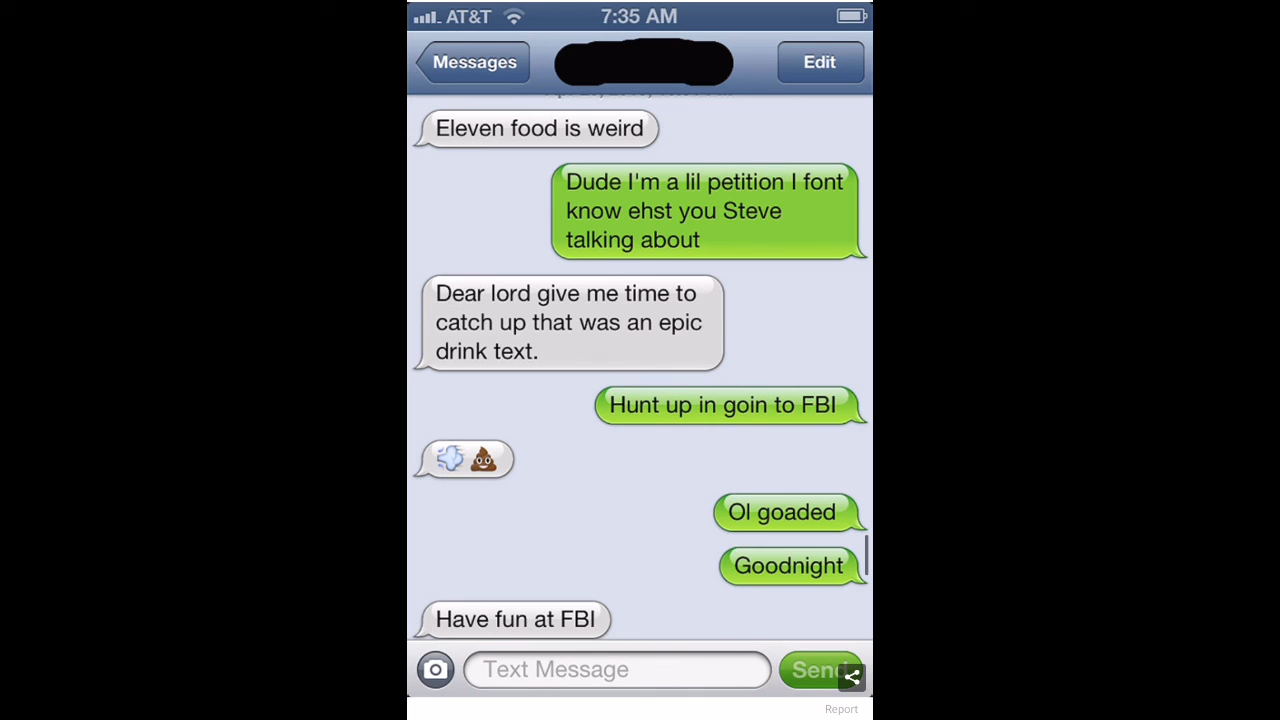 AT&T 7:35 AM
Messages Edit
Eleven food is weird
Dude I'm a lil petition I font
know ehst you Steve
talking about
Dear lord give me time to
catch up that was an epic
drink text.
Hunt up in goin to FBI
Ol goaded
Goodnight
Have fun at FBI
Text Message Send
Report